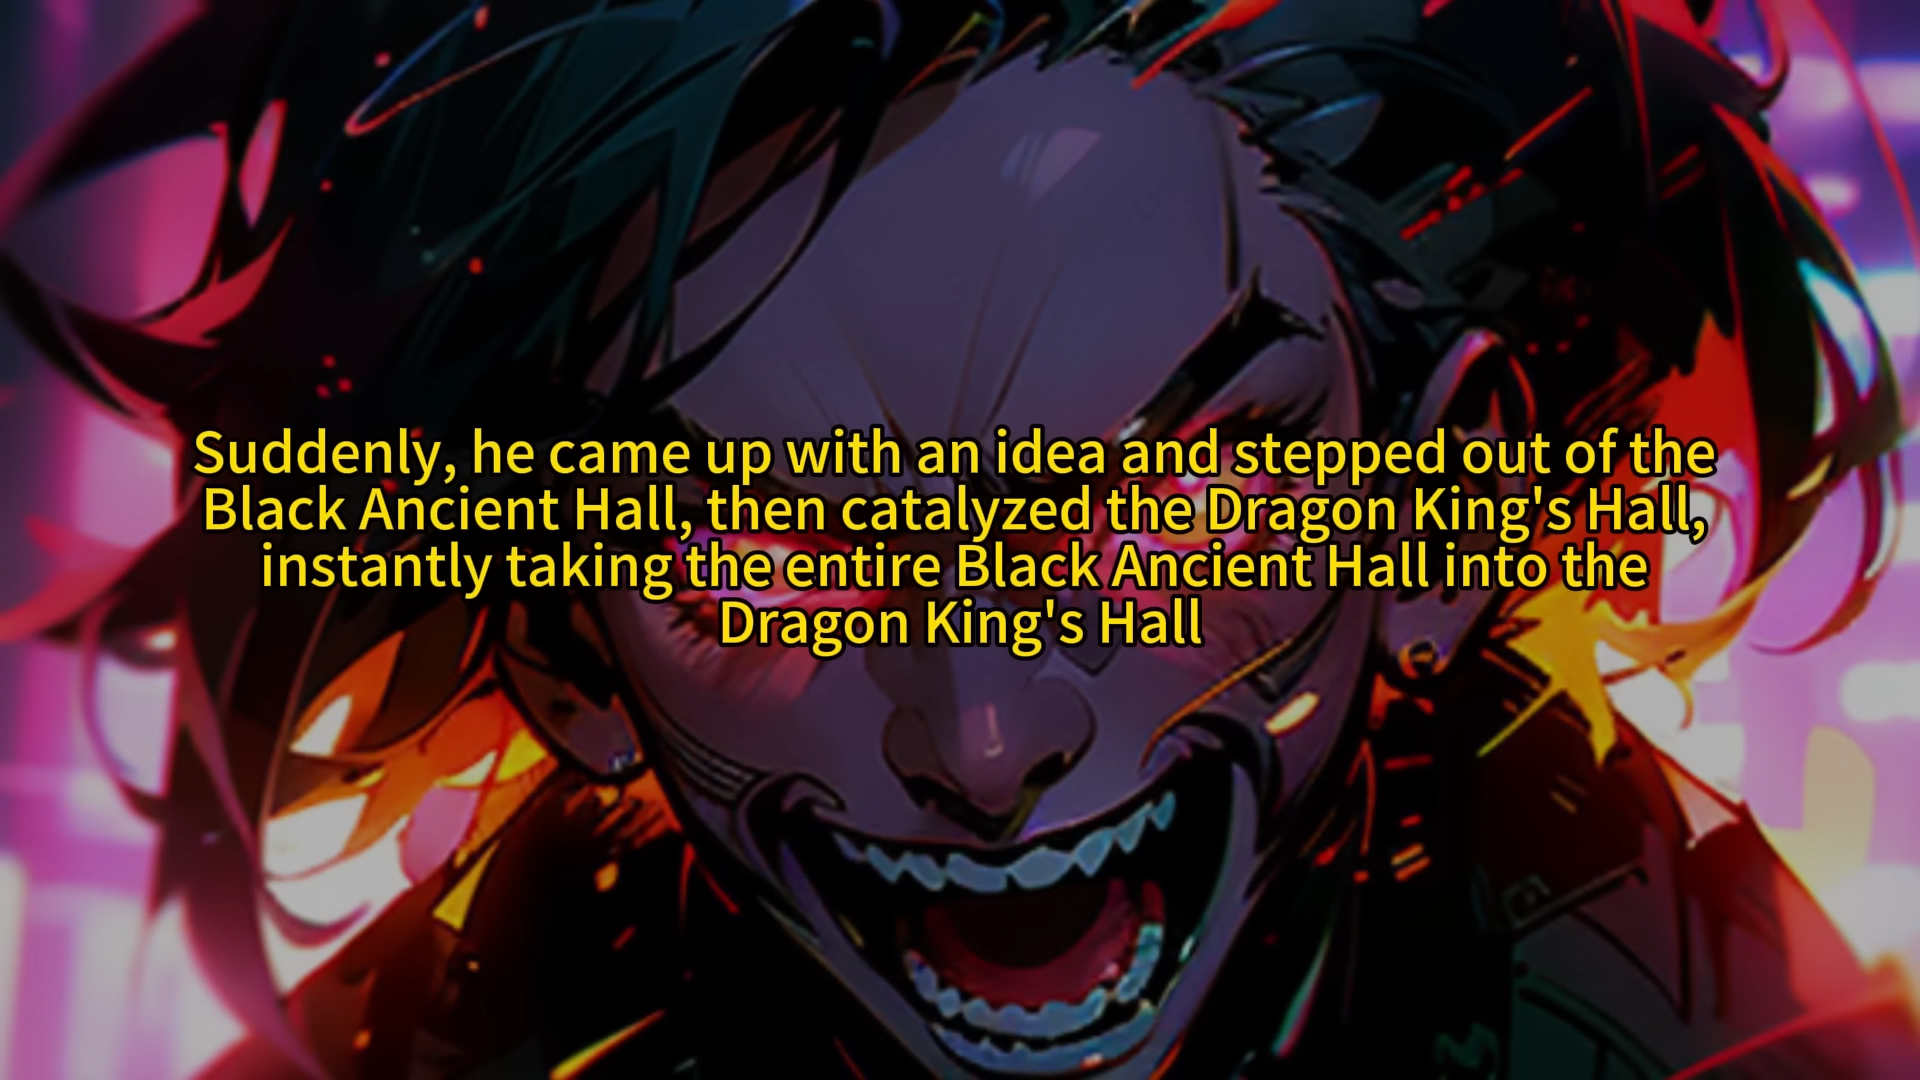 Suddenly, he came up with an idea and stepped out of the
Black Ancient Hall, then catalyzed the Dragon King's Hall,
instantly taking the entire Black Ancient Hall into the
Dragon King's Hall